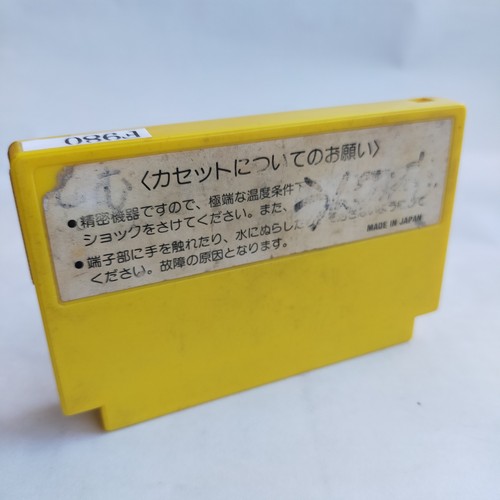 F980
〈カセットについてのお願い〉
●精密機器ですので、極端な温度条件下
ショックをさけてください。また、
●端子部に手を触れたり、水にぬらした
ください。故障の原因となります。
MADE IN JAPAN